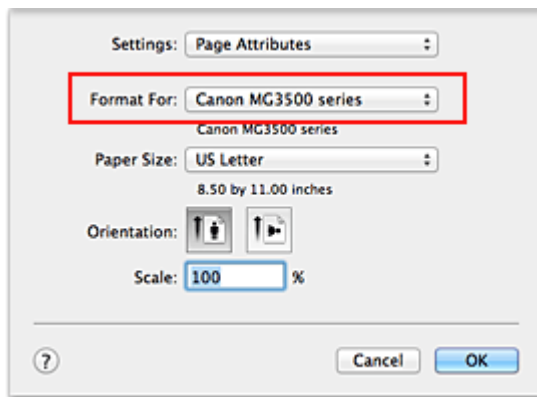 Settings: Page Attributes
Format For: Canon MG3500 series
Canon MG3500 series
Paper Size: US Letter
8.50 by 11.00 inches
Orientation:
Scale: 100 %
? Cancel OK